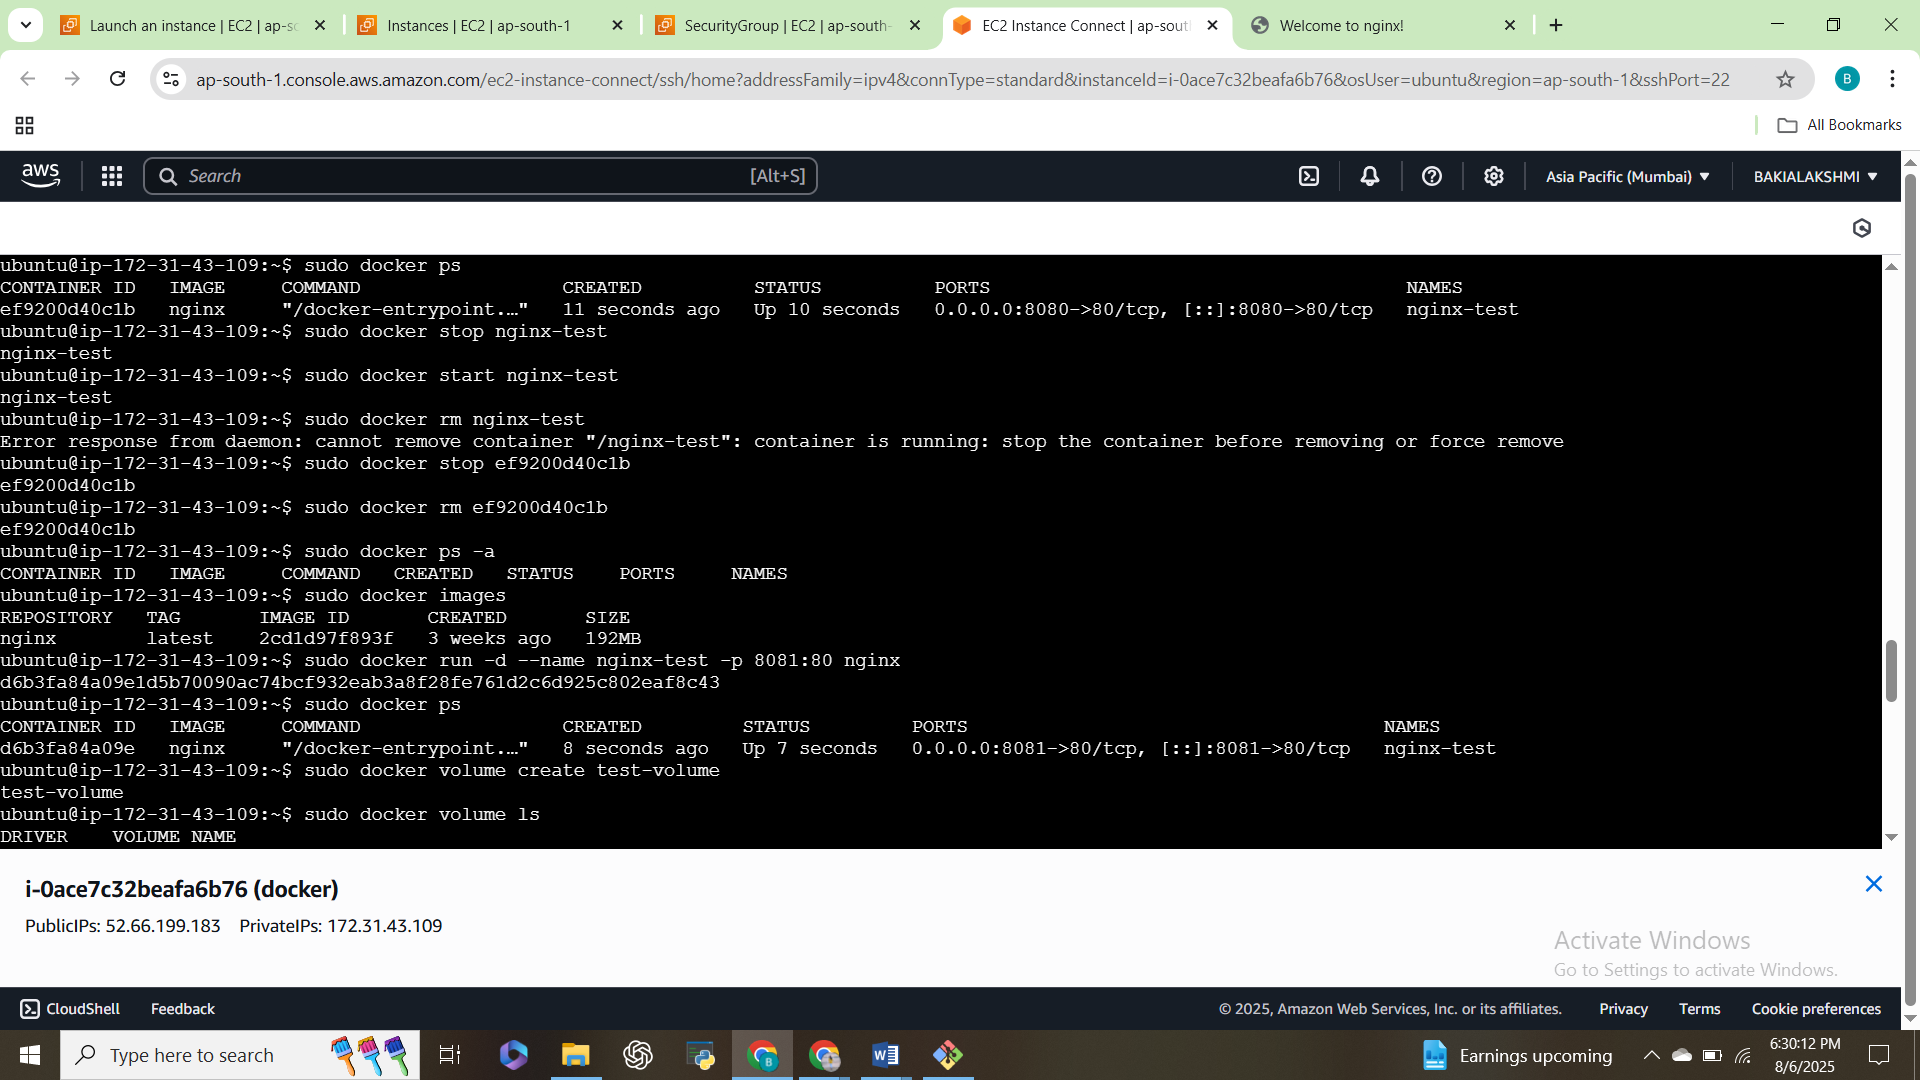 Launch an instance | EC2 | ap-sc
Instances | EC2 | ap-south-1
SecurityGroup | EC2 | ap-south-
EC2 Instance Connect | ap-sout
Welcome to nginx!
ap-south-1.console.aws.amazon.com/ec2-instance-connect/ssh/home?addressFamily=ipv4&connType=standard&instanceId=i-0ace7c32beafa6b76&osUser=ubuntu&region=ap-south-1&sshPort=22
B
All Bookmarks
aws
Search
[Alt+S]
Asia Pacific (Mumbai)
BAKIALAKSHMI
ubuntu@ip-172-31-43-109:~$ sudo docker ps
CONTAINER ID   IMAGE     COMMAND                  CREATED          STATUS          PORTS                                     NAMES
ef9200d40c1b   nginx     "/docker-entrypoint.…"   11 seconds ago   Up 10 seconds   0.0.0.0:8080->80/tcp, [::]:8080->80/tcp   nginx-test
ubuntu@ip-172-31-43-109:~$ sudo docker stop nginx-test
nginx-test
ubuntu@ip-172-31-43-109:~$ sudo docker start nginx-test
nginx-test
ubuntu@ip-172-31-43-109:~$ sudo docker rm nginx-test
Error response from daemon: cannot remove container "/nginx-test": container is running: stop the container before removing or force remove
ubuntu@ip-172-31-43-109:~$ sudo docker stop ef9200d40c1b
ef9200d40c1b
ubuntu@ip-172-31-43-109:~$ sudo docker rm ef9200d40c1b
ef9200d40c1b
ubuntu@ip-172-31-43-109:~$ sudo docker ps -a
CONTAINER ID   IMAGE     COMMAND   CREATED   STATUS    PORTS     NAMES
ubuntu@ip-172-31-43-109:~$ sudo docker images
REPOSITORY   TAG       IMAGE ID       CREATED       SIZE
nginx        latest    2cd1d97f893f   3 weeks ago   192MB
ubuntu@ip-172-31-43-109:~$ sudo docker run -d --name nginx-test -p 8081:80 nginx
d6b3fa84a09e1d5b70090ac74bcf932eab3a8f28fe761d2c6d925c802eaf8c43
ubuntu@ip-172-31-43-109:~$ sudo docker ps
CONTAINER ID   IMAGE     COMMAND                  CREATED         STATUS         PORTS                                     NAMES
d6b3fa84a09e   nginx     "/docker-entrypoint.…"   8 seconds ago   Up 7 seconds   0.0.0.0:8081->80/tcp, [::]:8081->80/tcp   nginx-test
ubuntu@ip-172-31-43-109:~$ sudo docker volume create test-volume
test-volume
ubuntu@ip-172-31-43-109:~$ sudo docker volume ls
DRIVER    VOLUME NAME
i-0ace7c32beafa6b76 (docker)
PublicIPs: 52.66.199.183   PrivateIPs: 172.31.43.109
Activate Windows
Go to Settings to activate Windows.
CloudShell
Feedback
© 2025, Amazon Web Services, Inc. or its affiliates.
Privacy
Terms
Cookie preferences
Type here to search
Earnings upcoming
6:30:12 PM
8/6/2025